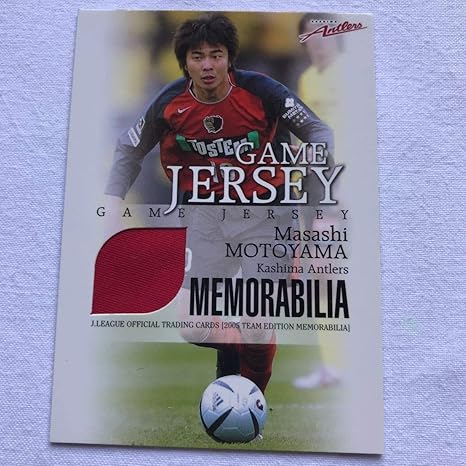 KASHIMA
Antlers
TOSTEM
GAME
JERSEY
GAME JERSEY
Masashi
MOTOYAMA
Kashima Antlers
MEMORABILIA
J.LEAGUE OFFICIAL TRADING CARDS [2005 TEAM EDITION MEMORABILIA]